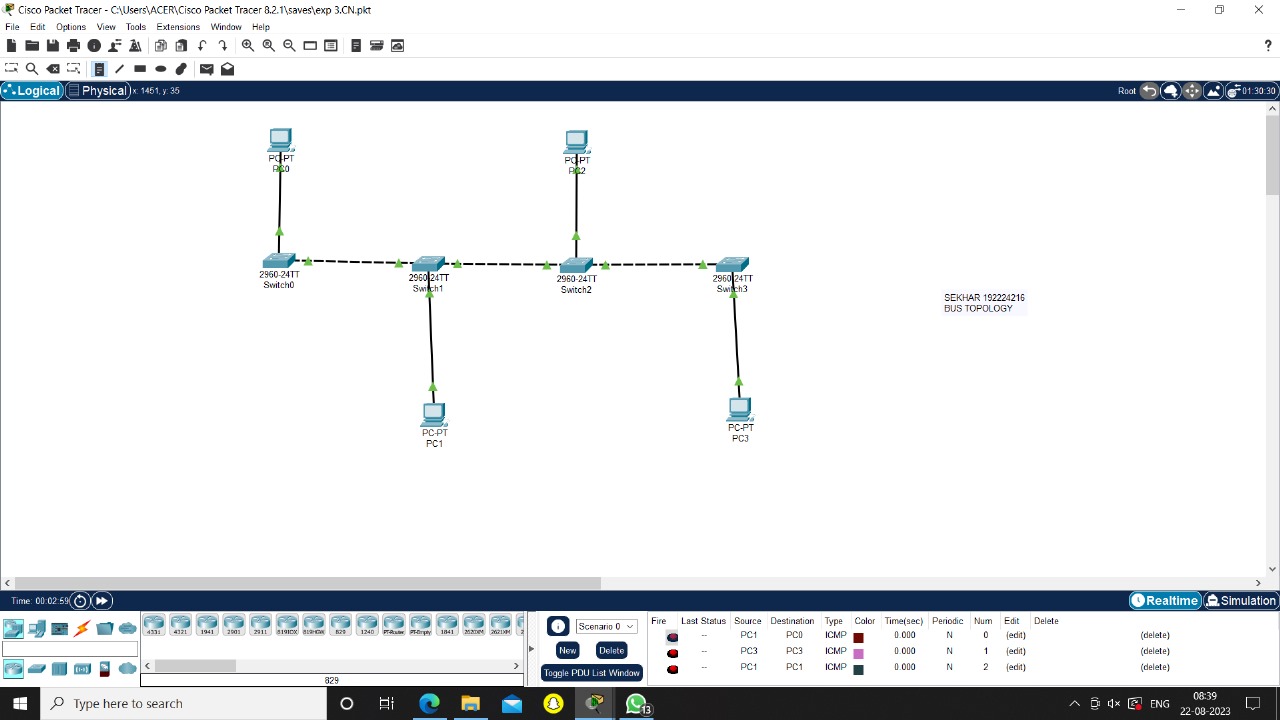 Cisco Packet Tracer - C:\Users\ACER\Cisco Packet Tracer 8.2.1\saves\exp 3.CN.pkt
File Edit Options View Tools Extensions Window Help
?
Logical Physical x: 1451, y: 35 Root 01:30:30
PC-PT
PC0
PC-PT
PC2
2960-24TT
Switch0
2960-24TT
Switch1
2960-24TT
Switch2
2960-24TT
Switch3
SEKHAR 192224216
BUS TOPOLOGY
PC-PT
PC1
PC-PT
PC3
Time: 00:02:59 Realtime Simulation
4331 4321 1941 2901 2911 819IOX 819HGW 829 1240 PT-Router PT-Empty 1841 2620XM 2621XM
829
Scenario 0
New Delete
Toggle PDU List Window
Fire Last Status Source Destination Type Color Time(sec) Periodic Num Edit Delete
-- PC1 PC0 ICMP 0.000 N 0 (edit) (delete)
-- PC3 PC3 ICMP 0.000 N 1 (edit) (delete)
-- PC1 PC1 ICMP 0.000 N 2 (edit) (delete)
Type here to search
13
ENG
08:39
22-08-2023